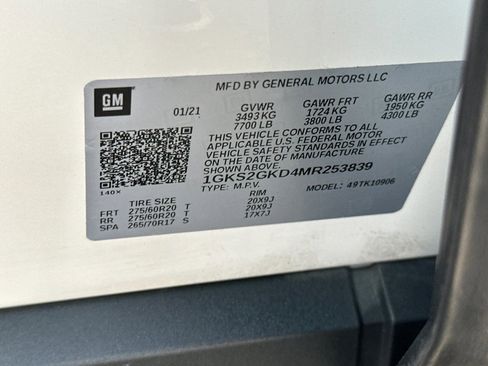 MFD BY GENERAL MOTORS LLC
GM
01/21 GVWR GAWR FRT GAWR RR
3493 KG 1724 KG 1950 KG
7700 LB 3800 LB 4300 LB
THIS VEHICLE CONFORMS TO ALL
APPLICABLE U.S. FEDERAL MOTOR
VEHICLE SAFETY STANDARDS IN EFFECT
ON THE DATE OF MANUFACTURE
SHOWN ABOVE.
1GKS2GKD4MR253839
140X
TYPE: M.P.V. MODEL: 49TK10906
TIRE SIZE RIM
FRT 275/60R20 T 20X9J
RR 275/60R20 T 20X9J
SPA 265/70R17 S 17X7J